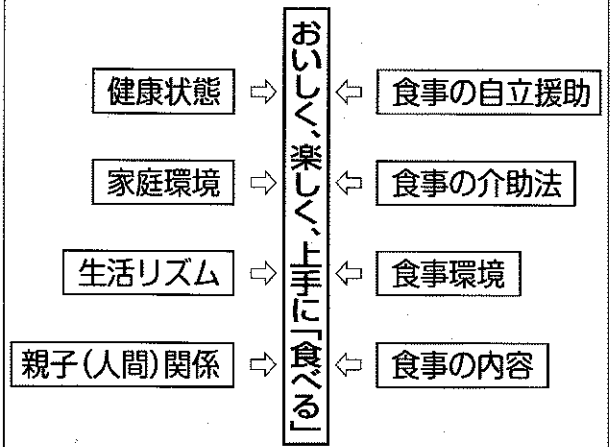 おいしく、楽しく、上手に「食べる」
健康状態
家庭環境
生活リズム
親子(人間)関係
食事の自立援助
食事の介助法
食事環境
食事の内容